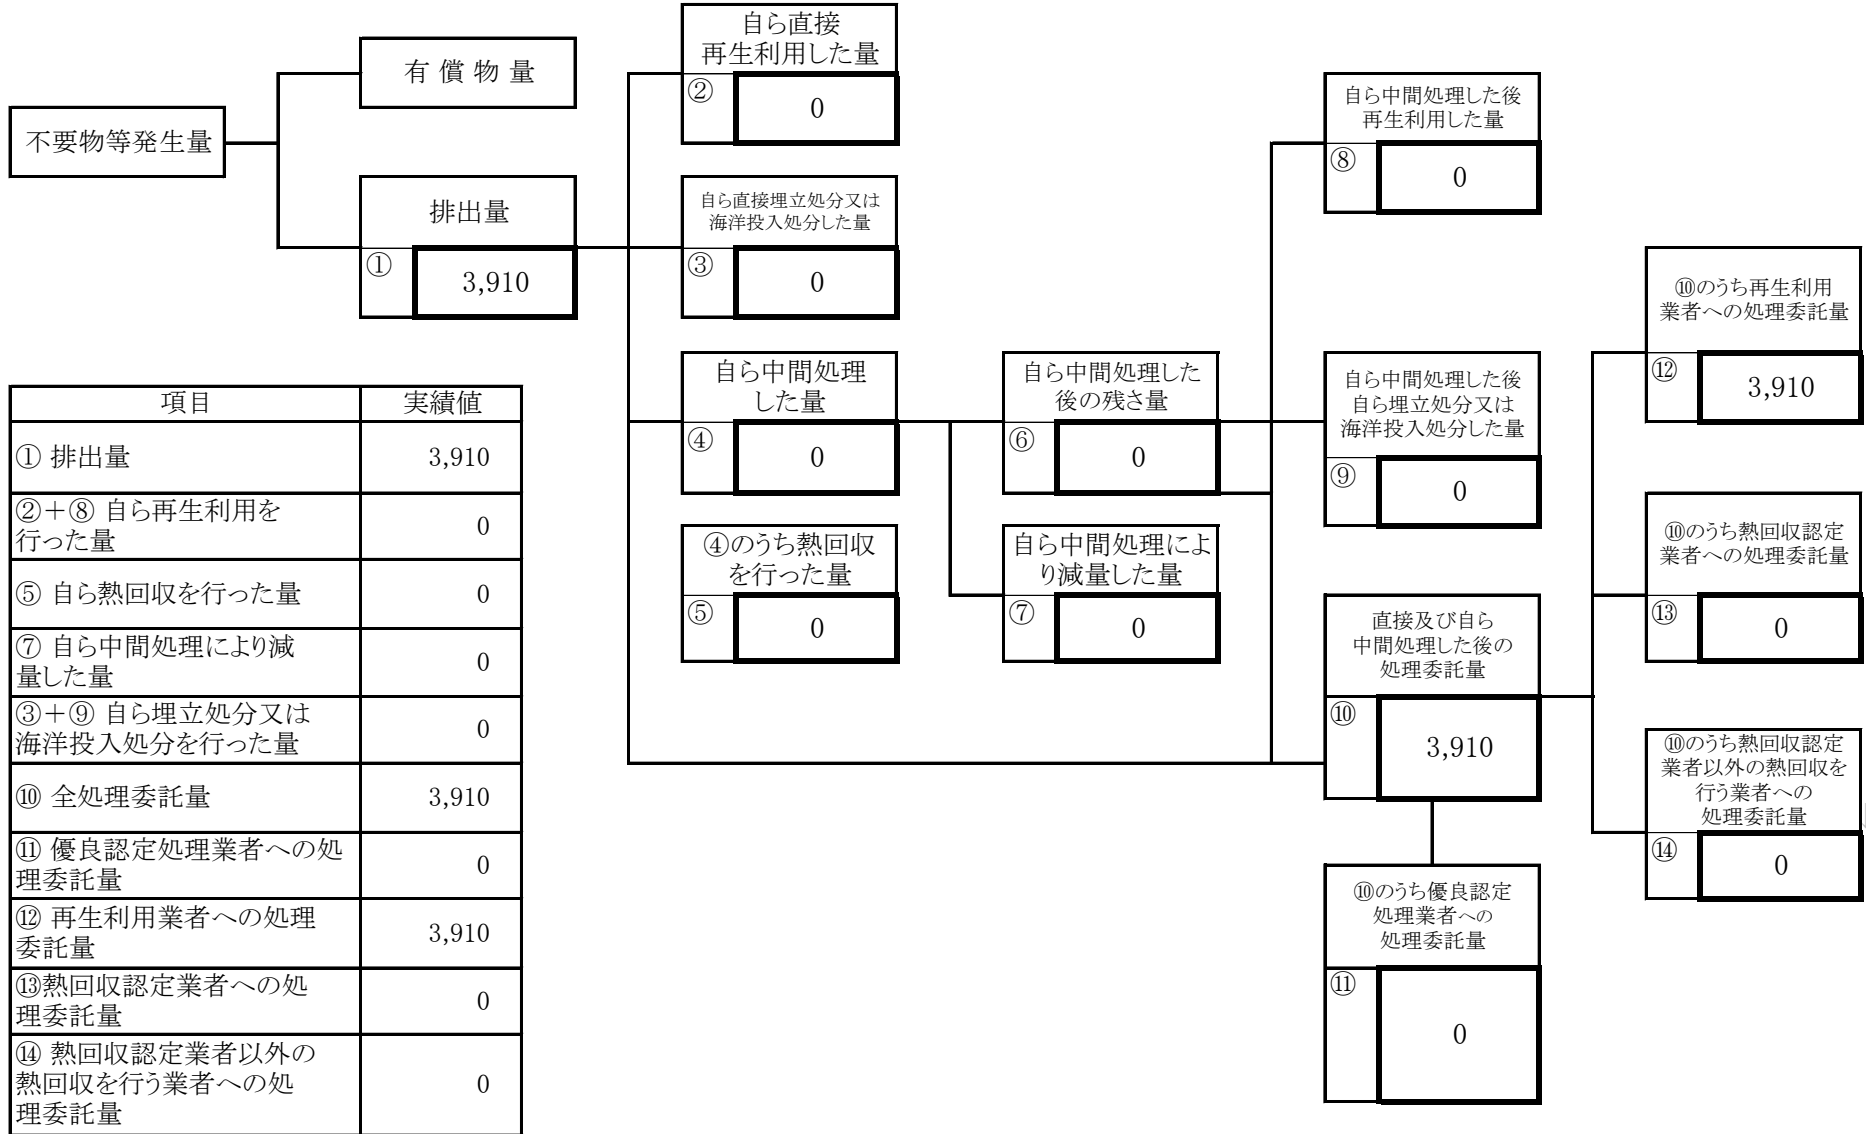 不要物等発生量
有 償 物 量
排出量
①
3,910
自ら直接
再生利用した量
②
0
自ら直接埋立処分又は
海洋投入処分した量
③
0
自ら中間処理
した量
④
0
④のうち熱回収
を行った量
⑤
0
自ら中間処理した
後の残さ量
⑥
0
自ら中間処理によ
り減量した量
⑦
0
自ら中間処理した後
再生利用した量
⑧
0
自ら中間処理した後
自ら埋立処分又は
海洋投入処分した量
⑨
0
直接及び自ら
中間処理した後の
処理委託量
⑩
3,910
⑩のうち優良認定
処理業者への
処理委託量
⑪
0
⑩のうち再生利用
業者への処理委託量
⑫
3,910
⑩のうち熱回収認定
業者への処理委託量
⑬
0
⑩のうち熱回収認定
業者以外の熱回収を
行う業者への
処理委託量
⑭
0
項目 実績値
① 排出量 3,910
②＋⑧ 自ら再生利用を
行った量 0
⑤ 自ら熱回収を行った量 0
⑦ 自ら中間処理により減
量した量 0
③＋⑨ 自ら埋立処分又は
海洋投入処分を行った量 0
⑩ 全処理委託量 3,910
⑪ 優良認定処理業者への処
理委託量 0
⑫ 再生利用業者への処理
委託量 3,910
⑬熱回収認定業者への処
理委託量 0
⑭ 熱回収認定業者以外の
熱回収を行う業者への処
理委託量 0